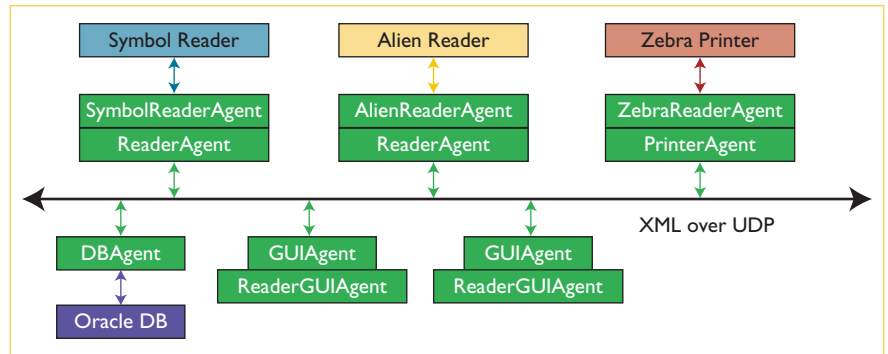 Symbol Reader
Alien Reader
Zebra Printer
SymbolReaderAgent
AlienReaderAgent
ZebraReaderAgent
ReaderAgent
ReaderAgent
PrinterAgent
XML over UDP
DBAgent
GUIAgent
GUIAgent
ReaderGUIAgent
ReaderGUIAgent
Oracle DB